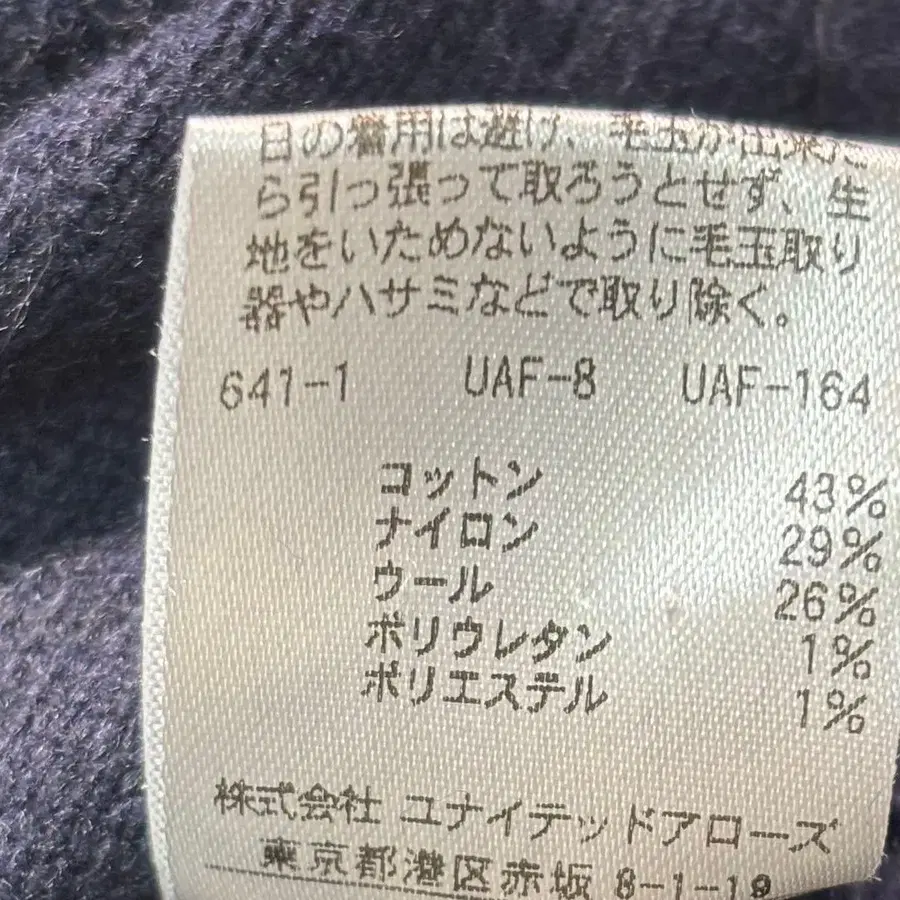 日の着用は避け、毛玉が出来た
ら引っ張って取ろうとせず、生
地をいためないように毛玉取り
器やハサミなどで取り除く。
641-1 UAF-8 UAF-164
コットン 43%
ナイロン 29%
ウール 26%
ポリウレタン 1%
ポリエステル 1%
株式会社 ユナイテッドアローズ
東京都港区赤坂 8-1-19